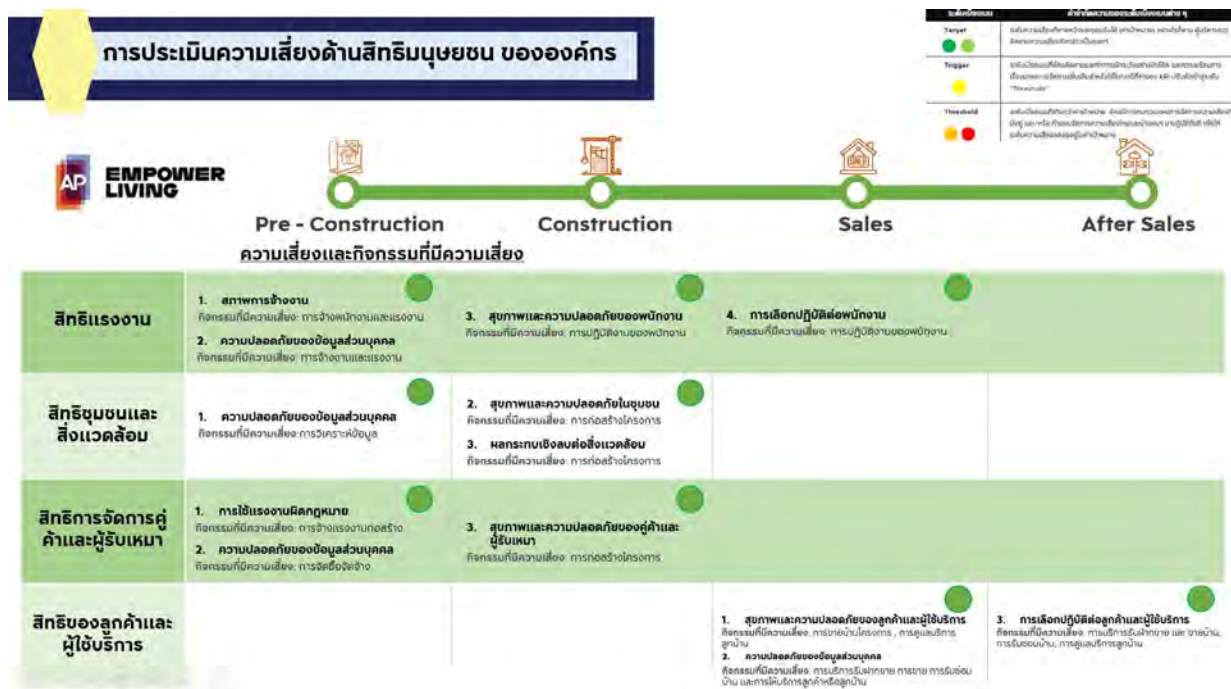 การประเมินความเสี่ยงด้านสิทธิมนุษยชน ขององค์กร
ระดับเบี่ยงเบน
คำจำกัดความของระดับเบี่ยงเบนต่าง ๆ
Target
Trigger
Threshold
AP EMPOWER
LIVING
Pre - Construction
Construction
Sales
After Sales
ความเสี่ยงและกิจกรรมที่มีความเสี่ยง
สิทธิแรงงาน
1. สภาพการจ้างงาน
กิจกรรมที่มีความเสี่ยง: การจ้างพนักงานและแรงงาน
2. ความปลอดภัยของข้อมูลส่วนบุคคล
กิจกรรมที่มีความเสี่ยง: การจ้างงานและแรงงาน
3. สุขภาพและความปลอดภัยของพนักงาน
กิจกรรมที่มีความเสี่ยง: การปฏิบัติงานของพนักงาน
4. การเลือกปฏิบัติต่อพนักงาน
กิจกรรมที่มีความเสี่ยง: การปฏิบัติงานของพนักงาน
สิทธิชุมชนและ
สิ่งแวดล้อม
1. ความปลอดภัยของข้อมูลส่วนบุคคล
กิจกรรมที่มีความเสี่ยง:การวิเคราะห์ข้อมูล
2. สุขภาพและความปลอดภัยในชุมชน
กิจกรรมที่มีความเสี่ยง: การก่อสร้างโครงการ
3. ผลกระทบเชิงลบต่อสิ่งแวดล้อม
กิจกรรมที่มีความเสี่ยง: การก่อสร้างโครงการ
สิทธิการจัดการคู่
ค้าและผู้รับเหมา
1. การใช้แรงงานผิดกฎหมาย
กิจกรรมที่มีความเสี่ยง: การจ้างแรงงานก่อสร้าง
2. ความปลอดภัยของข้อมูลส่วนบุคคล
กิจกรรมที่มีความเสี่ยง: การจัดซื้อจัดจ้าง
3. สุขภาพและความปลอดภัยของคู่ค้าและ
ผู้รับเหมา
กิจกรรมที่มีความเสี่ยง: การก่อสร้างโครงการ
สิทธิของลูกค้าและ
ผู้ใช้บริการ
1. สุขภาพและความปลอดภัยของลูกค้าและผู้ใช้บริการ
กิจกรรมที่มีความเสี่ยง: การขายบ้านโครงการ , การดูแลบริการ
ลูกบ้าน
2. ความปลอดภัยของข้อมูลส่วนบุคคล
กิจกรรมที่มีความเสี่ยง: การบริการรับฝากขาย การขาย การรับซ่อม
บ้าน และการให้บริการลูกค้าหรือลูกบ้าน
3. การเลือกปฏิบัติต่อลูกค้าและผู้ใช้บริการ
กิจกรรมที่มีความเสี่ยง: การบริการรับฝากขาย และ ขายบ้าน,
การรับซ่อมบ้าน, การดูแลบริการลูกบ้าน